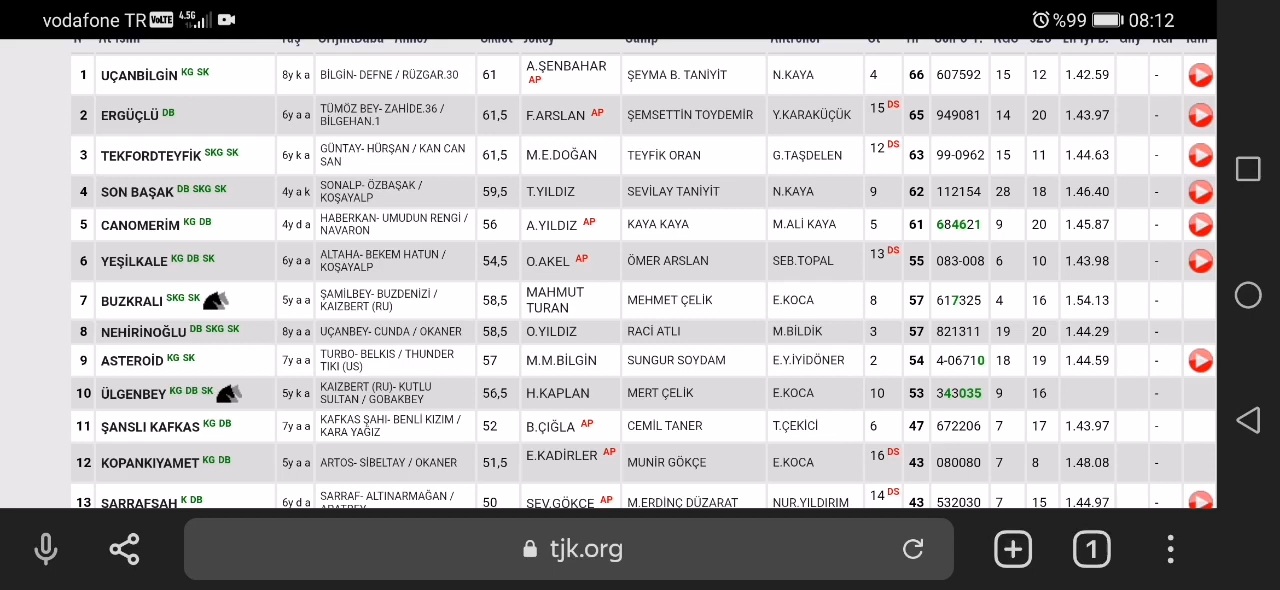 vodafone TR VoLTE 4.5G %99 08:12
1 UÇANBİLGİN KG SK 8y k a BİLGİN- DEFNE / RÜZGAR.30 61 A.ŞENBAHAR AP ŞEYMA B. TANİYİT N.KAYA 4 66 607592 15 12 1.42.59 -
2 ERGÜÇLÜ DB 6y a a TÜMÖZ BEY- ZAHİDE.36 / BİLGEHAN.1 61,5 F.ARSLAN AP ŞEMSETTİN TOYDEMİR Y.KARAKÜÇÜK 15 DS 65 949081 14 20 1.43.97 -
3 TEKFORDTEYFİK SKG SK 6y k a GÜNTAY- HÜRŞAN / KAN CAN SAN 61,5 M.E.DOĞAN TEYFİK ORAN G.TAŞDELEN 12 DS 63 99-0962 15 11 1.44.63 -
4 SON BAŞAK DB SKG SK 4y a k SONALP- ÖZBAŞAK / KOŞAYALP 59,5 T.YILDIZ SEVİLAY TANİYİT N.KAYA 9 62 112154 28 18 1.46.40 -
5 CANOMERİM KG DB 4y d a HABERKAN- UMUDUN RENGİ / NAVARON 56 A.YILDIZ AP KAYA KAYA M.ALİ KAYA 5 61 684621 9 20 1.45.87 -
6 YEŞİLKALE KG DB SK 6y a a ALTAHA- BEKEM HATUN / KOŞAYALP 54,5 O.AKEL AP ÖMER ARSLAN SEB.TOPAL 13 DS 55 083-008 6 10 1.43.98 -
7 BUZKRALI SKG SK 5y a a ŞAMİLBEY- BUZDENİZİ / KAIZBERT (RU) 58,5 MAHMUT TURAN MEHMET ÇELİK E.KOCA 8 57 617325 4 16 1.54.13 -
8 NEHİRİNOĞLU DB SKG SK 8y a a UÇANBEY- CUNDA / OKANER 58,5 O.YILDIZ RACİ ATLI M.BİLDİK 3 57 821311 19 20 1.44.29 -
9 ASTEROİD KG SK 7y a a TURBO- BELKIS / THUNDER TIKI (US) 57 M.M.BİLGİN SUNGUR SOYDAM E.Y.İYİDÖNER 2 54 4-06710 18 19 1.44.59 -
10 ÜLGENBEY KG DB SK 5y k a KAIZBERT (RU)- KUTLU SULTAN / GOBAKBEY 56,5 H.KAPLAN MERT ÇELİK E.KOCA 10 53 343035 9 16 -
11 ŞANSLI KAFKAS KG DB 7y a a KAFKAS ŞAHI- BENLİ KIZIM / KARA YAĞIZ 52 B.ÇIĞLA AP CEMIL TANER T.ÇEKİCİ 6 47 672206 7 17 1.43.97 -
12 KOPANKIYAMET KG DB 5y a a ARTOS- SİBELTAY / OKANER 51,5 E.KADİRLER AP MUNİR GÖKÇE E.KOCA 16 DS 43 080080 7 8 1.48.08 -
13 SARRAFŞAH K DB 6y d a SARRAF- ALTINARMAĞAN / 50 SEV.GÖKÇE AP M.ERDİNÇ DÜZARAT NUR.YILDIRIM 14 DS 43 532030 7 15 1.44.97 -
tjk.org 1